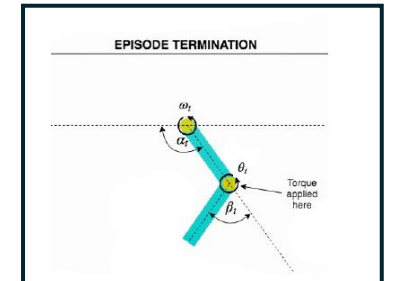 EPISODE TERMINATION
ωₜ
αₜ
θₜ
Torque
applied
here
βₜ